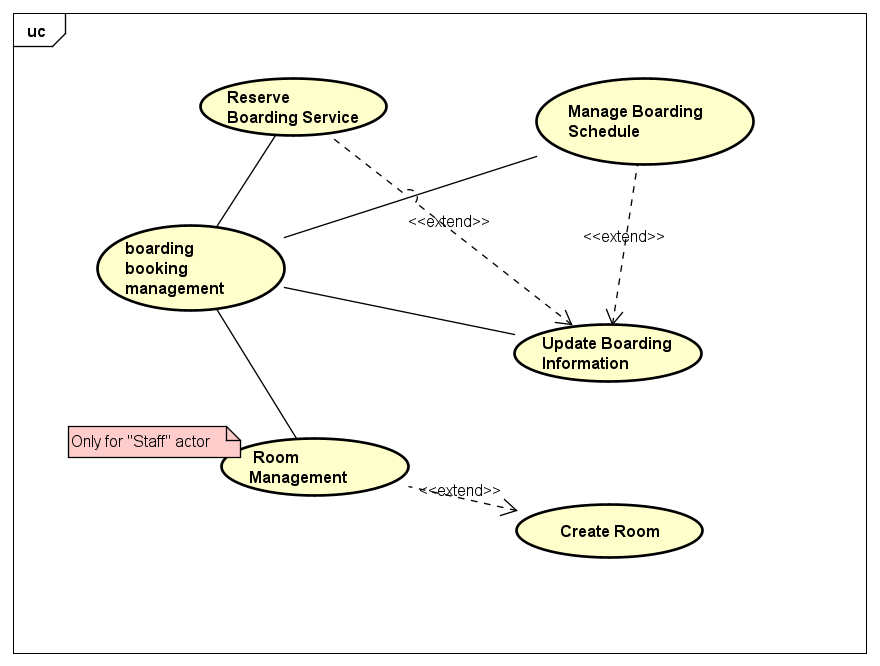 uc
Reserve
Boarding Service
Manage Boarding
Schedule
<<extend>>
<<extend>>
boarding
booking
management
Update Boarding
Information
Only for "Staff" actor
Room
Management
<<extend>>
Create Room